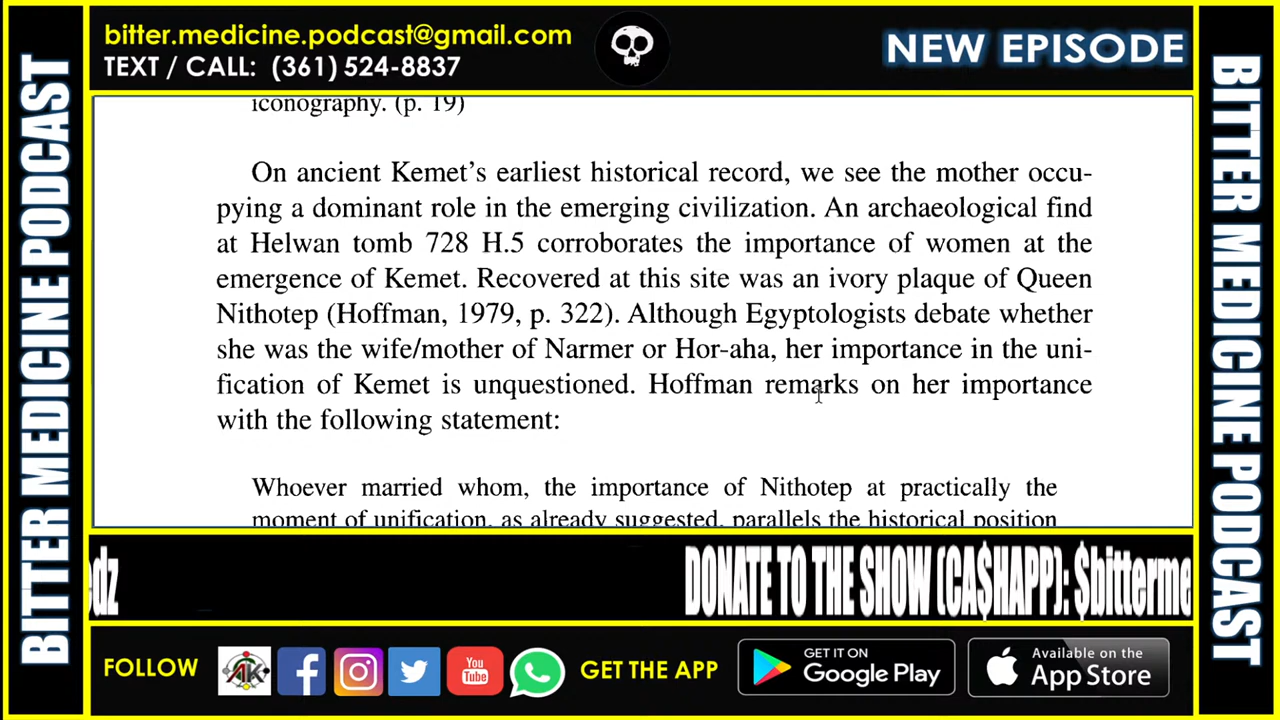 bitter.medicine.podcast@gmail.com
TEXT / CALL: (361) 524-8837
NEW EPISODE
BITTER MEDICINE PODCAST
iconography. (p. 19)
On ancient Kemet's earliest historical record, we see the mother occu-
pying a dominant role in the emerging civilization. An archaeological find
at Helwan tomb 728 H.5 corroborates the importance of women at the
emergence of Kemet. Recovered at this site was an ivory plaque of Queen
Nithotep (Hoffman, 1979, p. 322). Although Egyptologists debate whether
she was the wife/mother of Narmer or Hor-aha, her importance in the uni-
fication of Kemet is unquestioned. Hoffman remarks on her importance
with the following statement:
Whoever married whom, the importance of Nithotep at practically the
moment of unification, as already suggested, parallels the historical position
BITTER MEDICINE PODCAST
edz
DONATE TO THE SHOW (CA$HAPP): $bitterme
FOLLOW
ATK
You
Tube
GET THE APP
GET IT ON
Google Play
Available on the
App Store